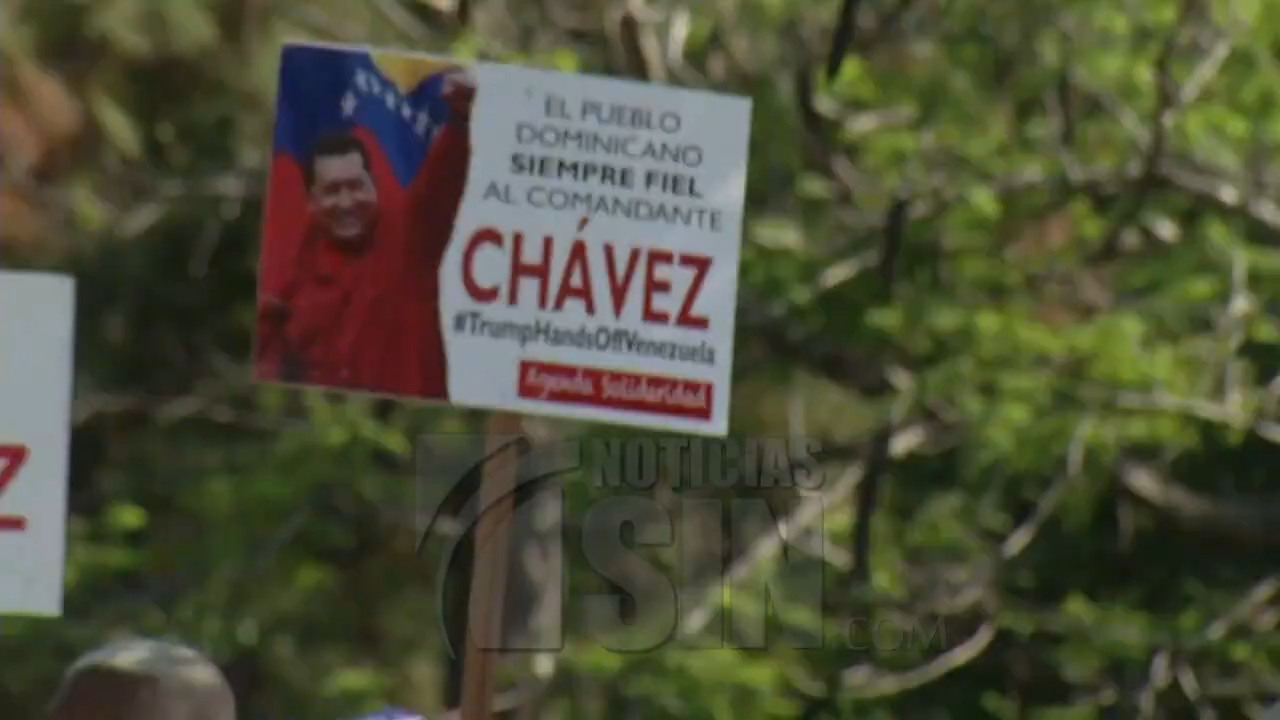 EL PUEBLO
DOMINICANO
SIEMPRE FIEL
AL COMANDANTE
CHÁVEZ
#TrumpHandsOffVenezuela
Agenda Solidaridad
Z
NOTICIAS
SIN
.COM